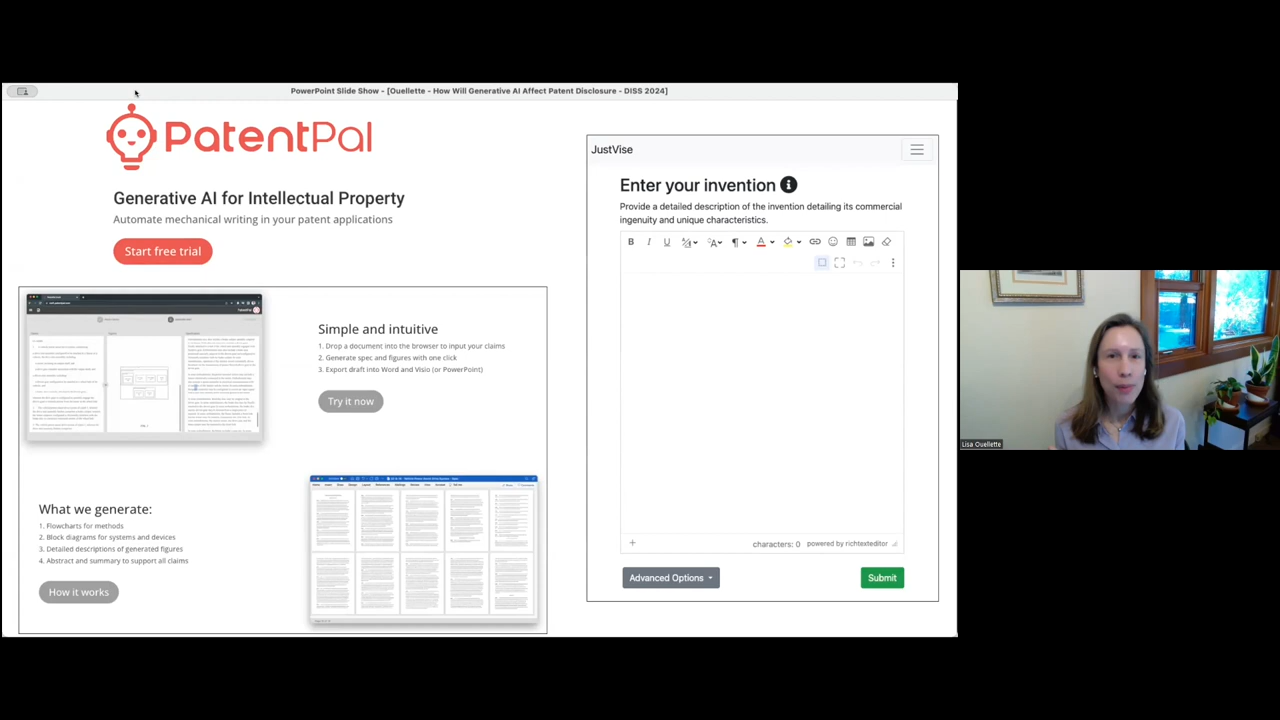 PowerPoint Slide Show - [Ouellette - How Will Generative AI Affect Patent Disclosure - DISS 2024]
PatentPal
Generative AI for Intellectual Property
Automate mechanical writing in your patent applications
Start free trial
Simple and intuitive
1. Drop a document into the browser to input your claims
2. Generate spec and figures with one click
3. Export draft into Word and Visio (or PowerPoint)
Try it now
What we generate:
1. Flowcharts for methods
2. Block diagrams for systems and devices
3. Detailed descriptions of generated figures
4. Abstract and summary to support all claims
How it works
JustVise
Enter your invention
Provide a detailed description of the invention detailing its commercial
ingenuity and unique characteristics.
B I U
characters: 0 powered by richtexteditor
Advanced Options
Submit
Lisa Ouellette